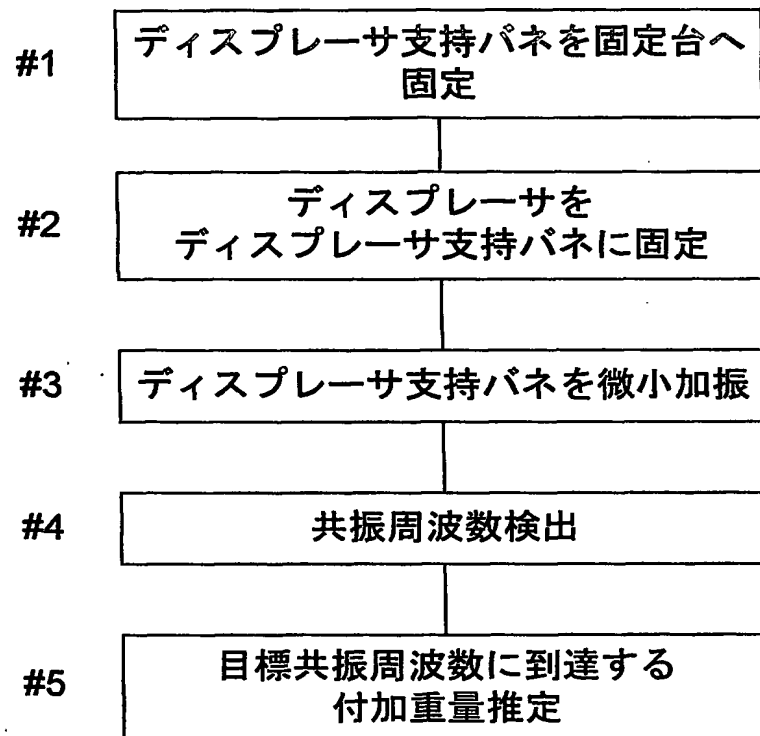 #1
ディスプレーサ支持バネを固定台へ
固定
#2
ディスプレーサを
ディスプレーサ支持バネに固定
#3
ディスプレーサ支持バネを微小加振
#4
共振周波数検出
#5
目標共振周波数に到達する
付加重量推定